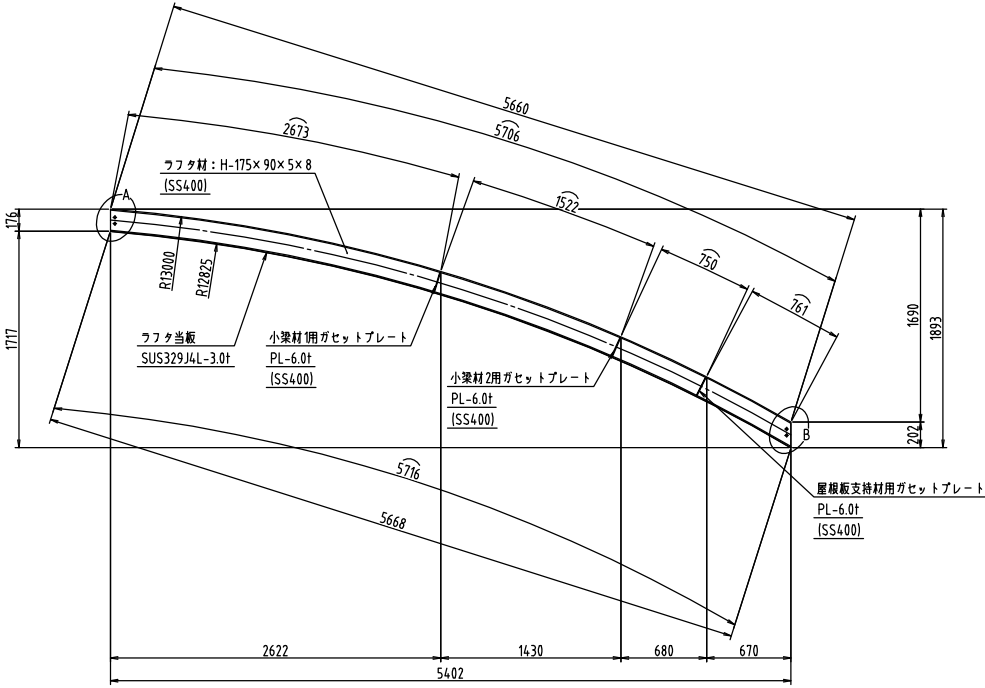 5660
5706
2673
ラフタ材：H-175×90×5×8
(SS400)
1522
A
176
750
R13000
R12825
761
1690
1893
1717
ラフタ当板
SUS329J4L-3.0t
小梁材1用ガセットプレート
PL-6.0t
(SS400)
小梁材2用ガセットプレート
PL-6.0t
(SS400)
B
202
5716
5668
屋根板支持材用ガセットプレート
PL-6.0t
(SS400)
2622
1430
680
670
5402